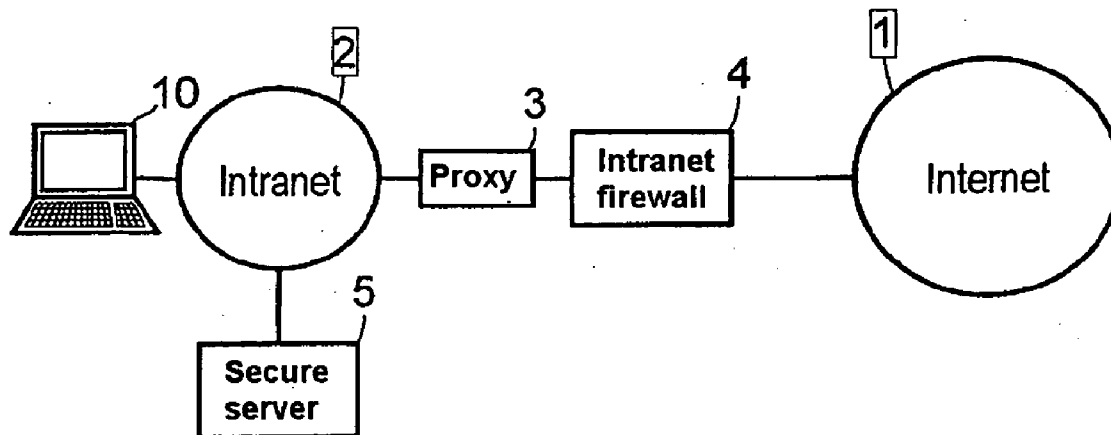 1
2
10
4
3
Intranet
Proxy
Intranet
firewall
Internet
5
Secure
server